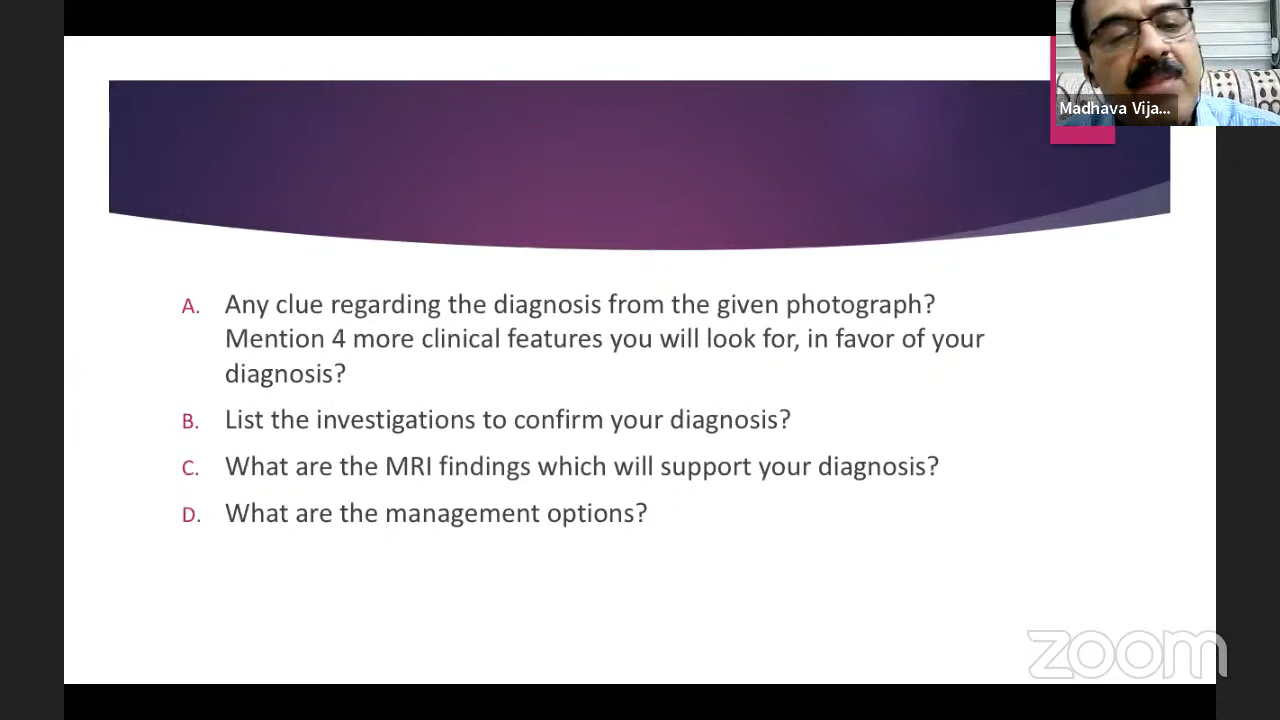 Madhava Vija...
A. Any clue regarding the diagnosis from the given photograph?
Mention 4 more clinical features you will look for, in favor of your
diagnosis?
B. List the investigations to confirm your diagnosis?
C. What are the MRI findings which will support your diagnosis?
D. What are the management options?
zoom